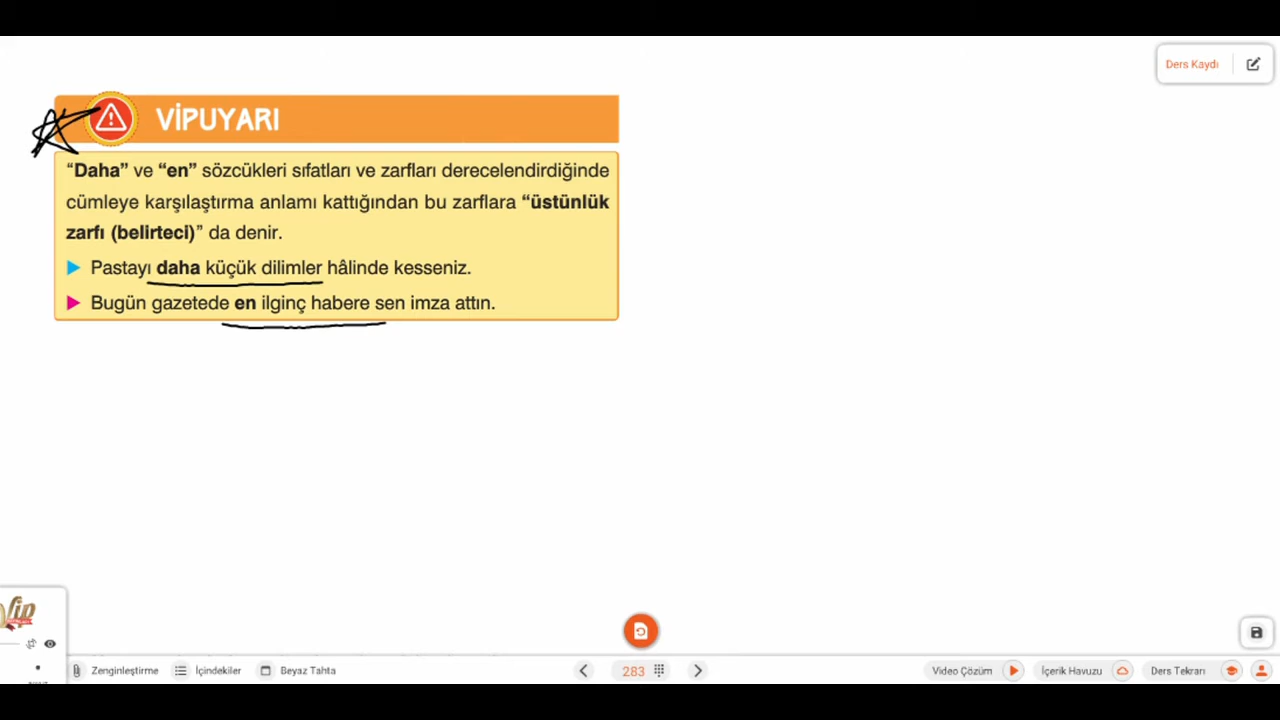 Ders Kaydı
VİPUYARI
“Daha” ve “en” sözcükleri sıfatları ve zarfları derecelendirdiğinde
cümleye karşılaştırma anlamı kattığından bu zarflara “üstünlük
zarfı (belirteci)” da denir.
Pastayı daha küçük dilimler hâlinde kesseniz.
Bugün gazetede en ilginç habere sen imza attın.
Vip
Zenginleştirme
İçindekiler
Beyaz Tahta
283
Video Çözüm
İçerik Havuzu
Ders Tekrarı